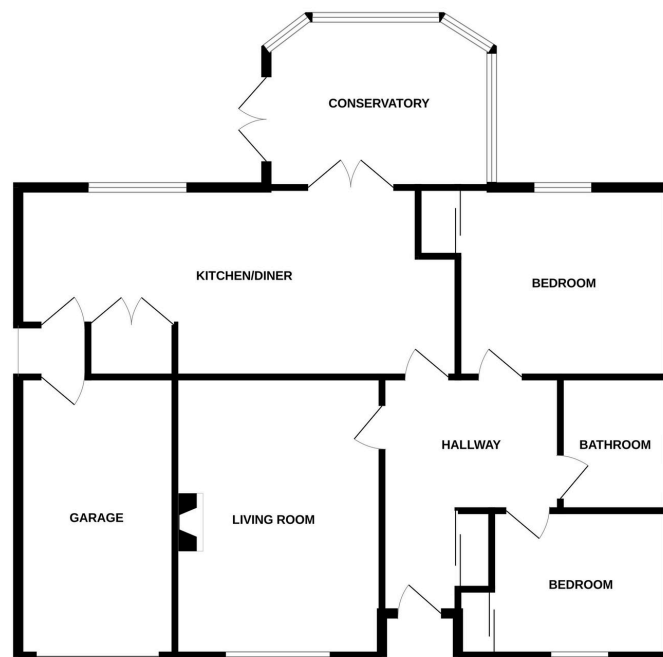 CONSERVATORY
KITCHEN/DINER
BEDROOM
HALLWAY
BATHROOM
GARAGE
LIVING ROOM
BEDROOM